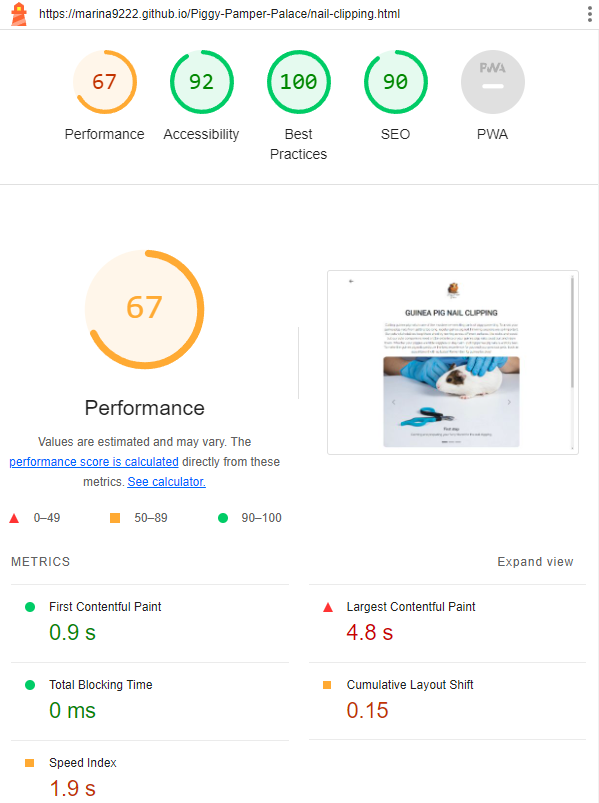 https://marina9222.github.io/Piggy-Pamper-Palace/nail-clipping.html
67
92
100
90
PWA
Performance
Accessibility
Best
Practices
SEO
PWA
67
Performance
Values are estimated and may vary. The
performance score is calculated directly from these
metrics. See calculator.
0–49
50–89
90–100
GUINEA PIG NAIL CLIPPING
First step
METRICS
Expand view
First Contentful Paint
0.9 s
Largest Contentful Paint
4.8 s
Total Blocking Time
0 ms
Cumulative Layout Shift
0.15
Speed Index
1.9 s